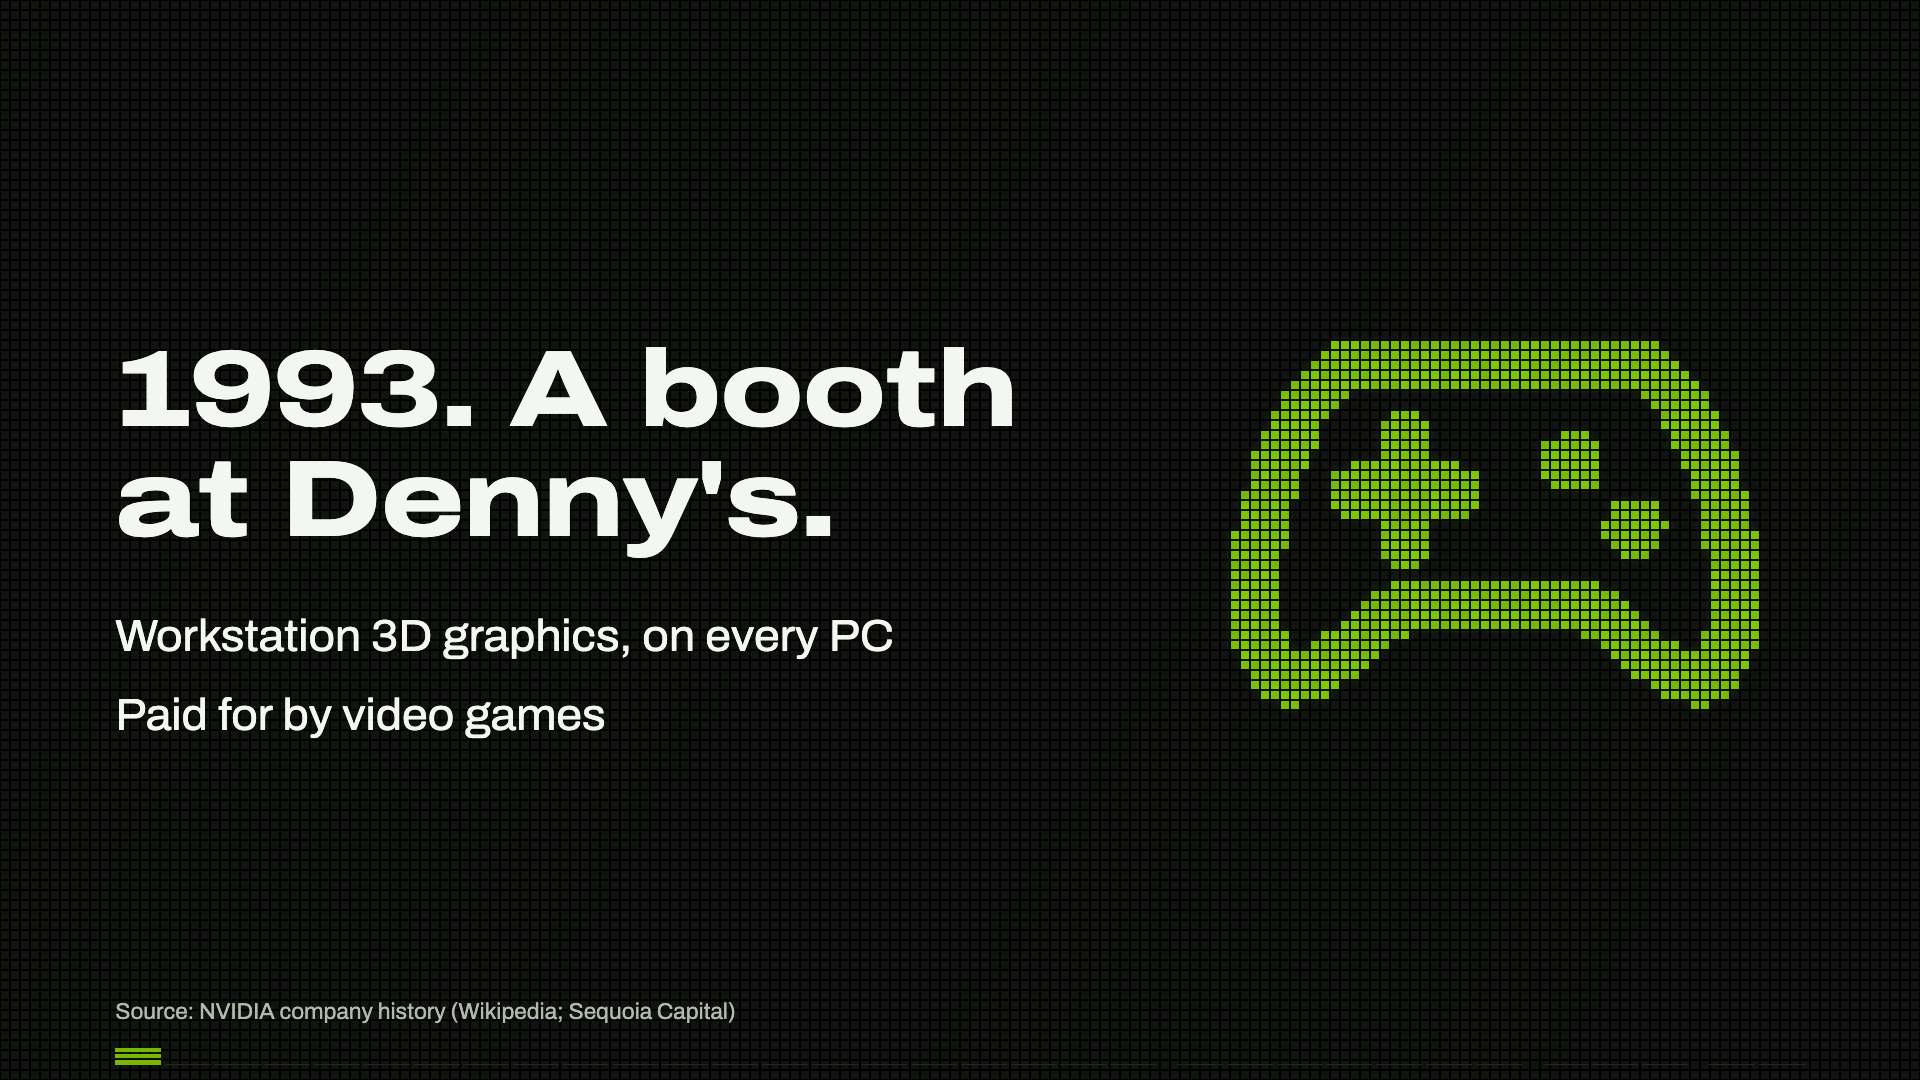 1993. A booth
at Denny's.
Workstation 3D graphics, on every PC
Paid for by video games
Source: NVIDIA company history (Wikipedia; Sequoia Capital)